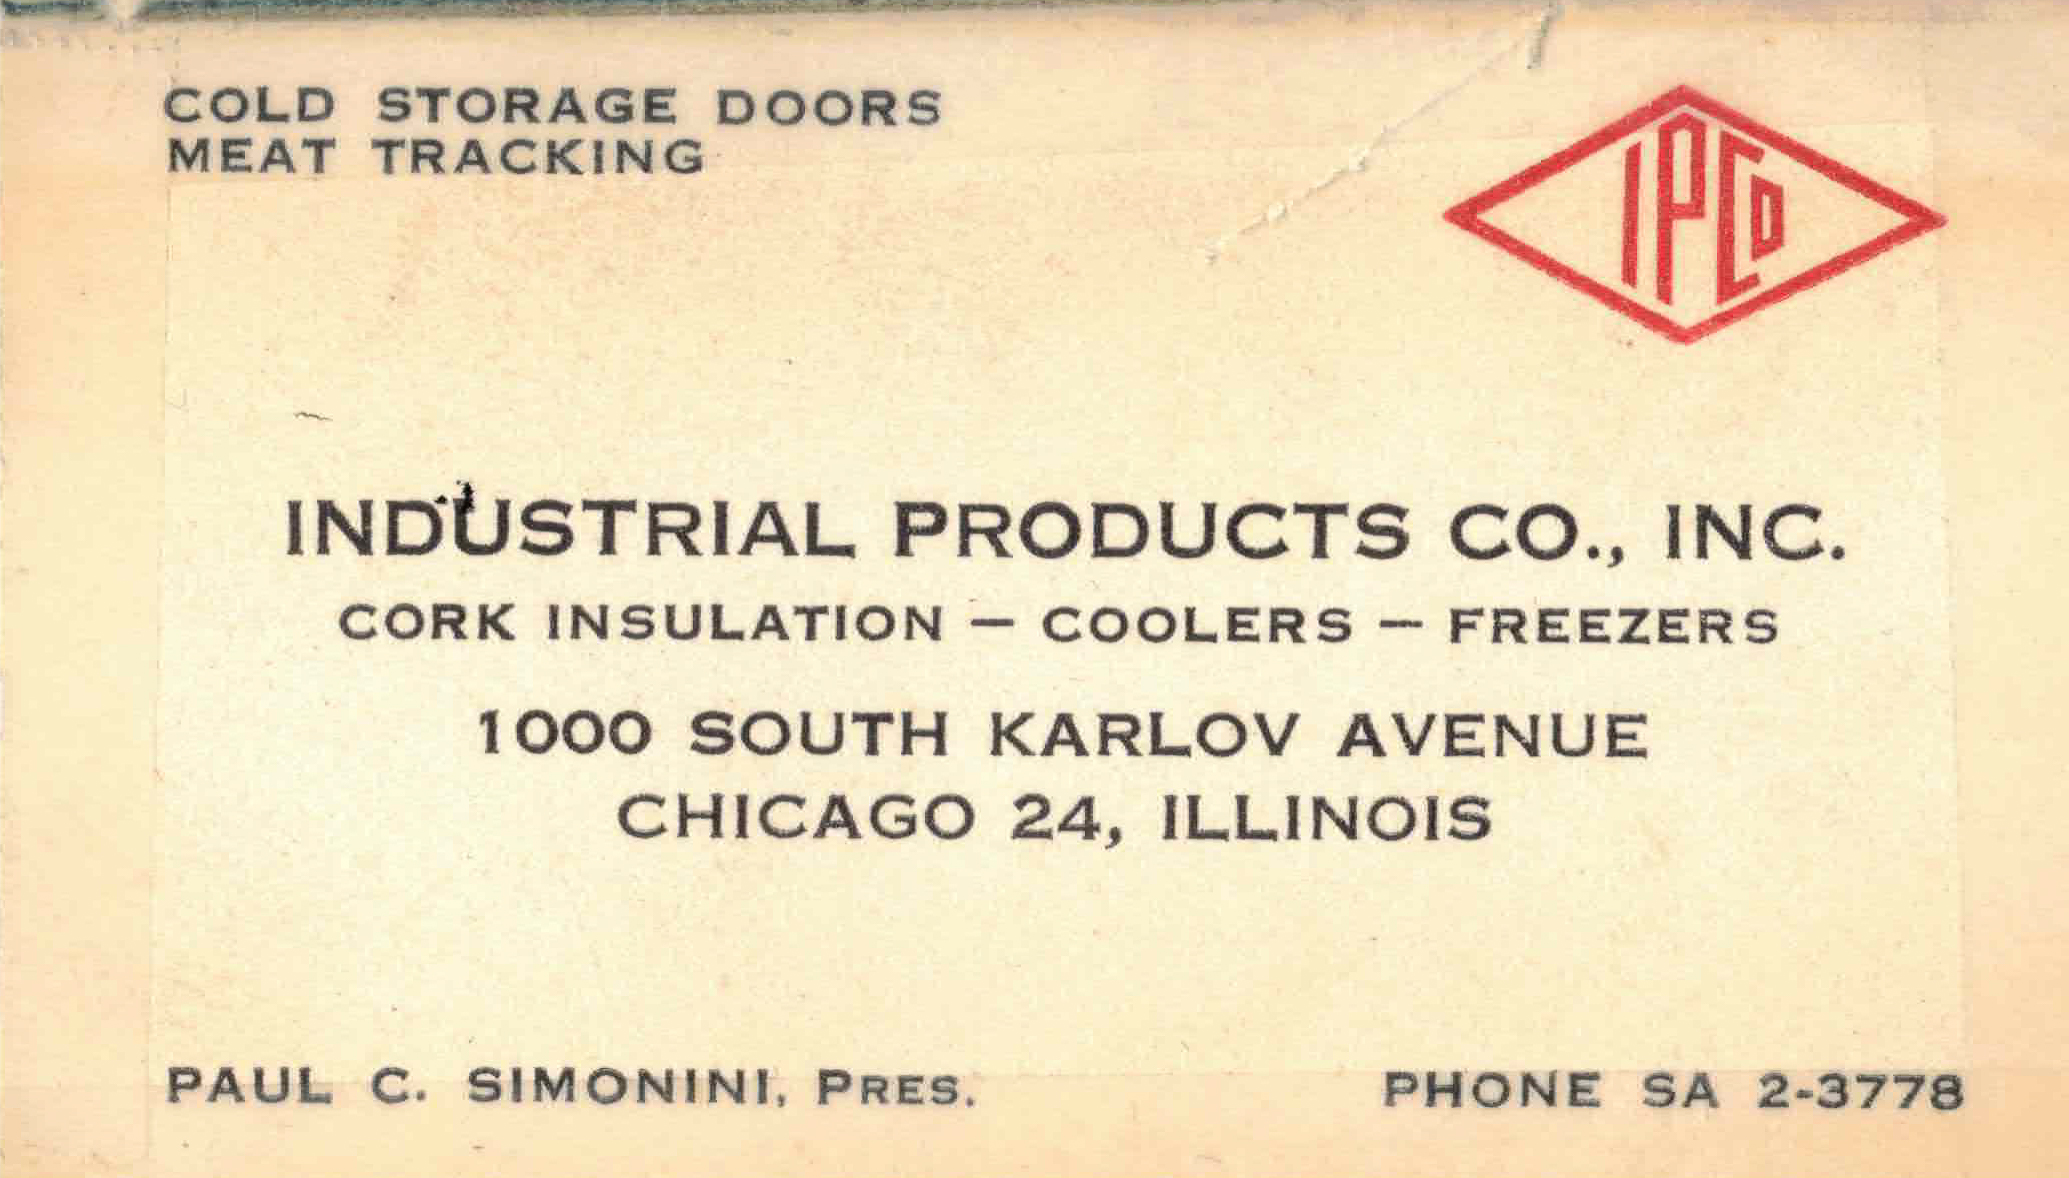 COLD STORAGE DOORS
MEAT TRACKING
IPCO
INDUSTRIAL PRODUCTS CO., INC.
CORK INSULATION — COOLERS — FREEZERS
1000 SOUTH KARLOV AVENUE
CHICAGO 24, ILLINOIS
PAUL C. SIMONINI, PRES.
PHONE SA 2-3778